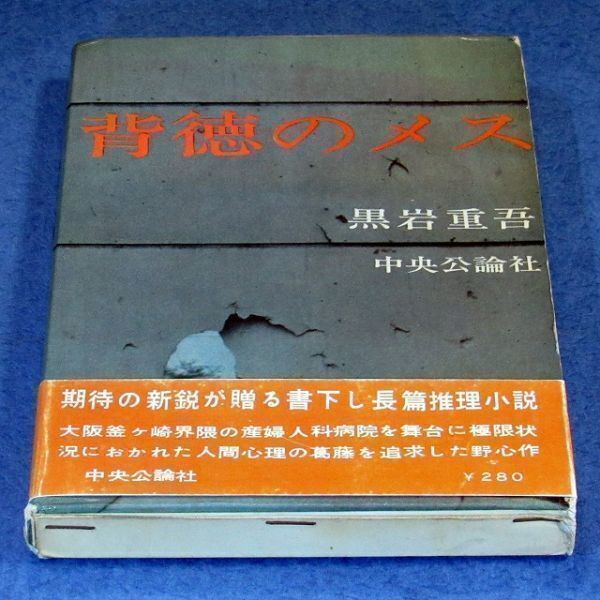 背徳のメス
黒岩重吾
中央公論社
期待の新鋭が贈る書下し長篇推理小説
大阪釜ヶ崎界隈の産婦人科病院を舞台に極限状
況におかれた人間心理の葛藤を追求した野心作
中央公論社 ￥280